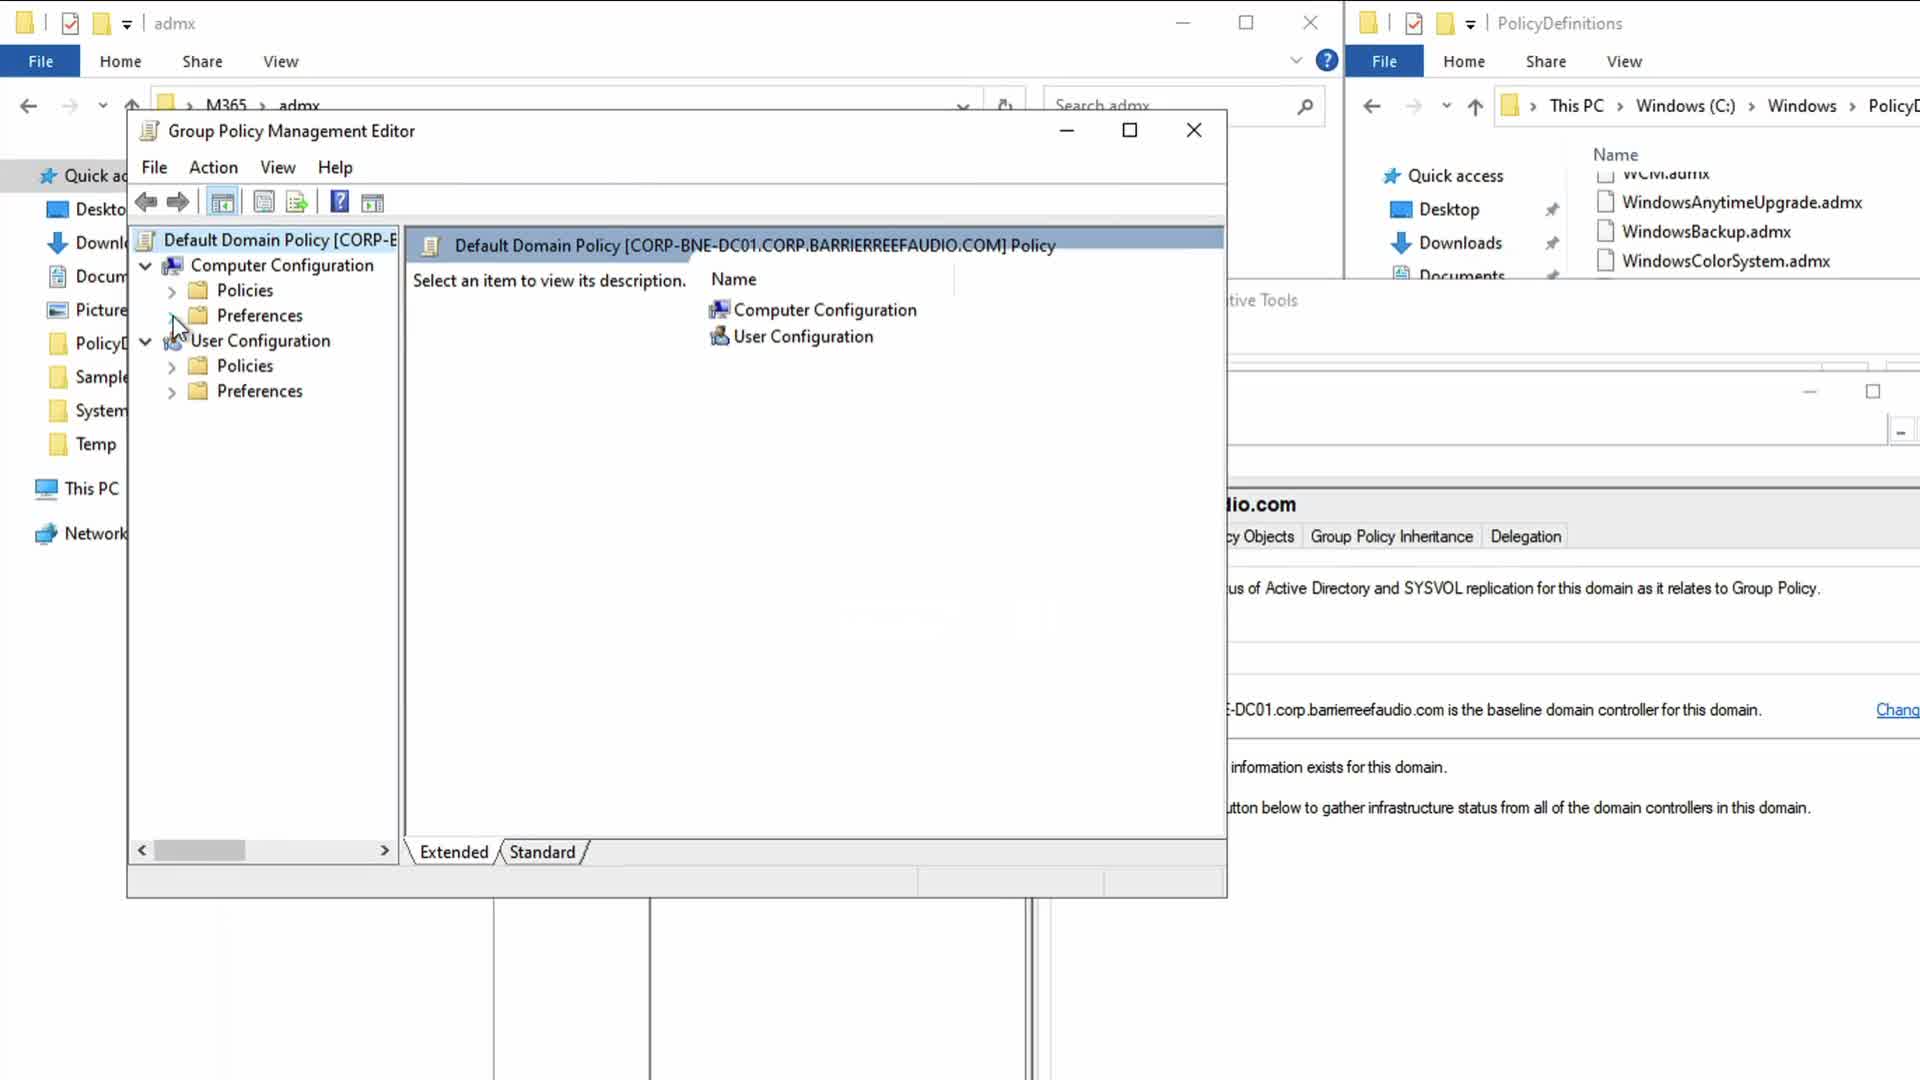 admx
File Home Share View
M365 > admx
Search admx
Quick ac
Deskto
Downl
Docum
Picture
PolicyD
Sample
System
Temp
This PC
Network
Group Policy Management Editor
File Action View Help
Default Domain Policy [CORP-B
Computer Configuration
Policies
Preferences
User Configuration
Policies
Preferences
Default Domain Policy [CORP-BNE-DC01.CORP.BARRIERREEFAUDIO.COM] Policy
Select an item to view its description.
Name
Computer Configuration
User Configuration
Extended Standard
PolicyDefinitions
File Home Share View
This PC > Windows (C:) > Windows > PolicyD
Quick access
Desktop
Downloads
Documents
Name
WCM.admx
WindowsAnytimeUpgrade.admx
WindowsBackup.admx
WindowsColorSystem.admx
tive Tools
dio.com
cy Objects Group Policy Inheritance Delegation
us of Active Directory and SYSVOL replication for this domain as it relates to Group Policy.
E-DC01.corp.barrierreefaudio.com is the baseline domain controller for this domain.
Chang
information exists for this domain.
utton below to gather infrastructure status from all of the domain controllers in this domain.